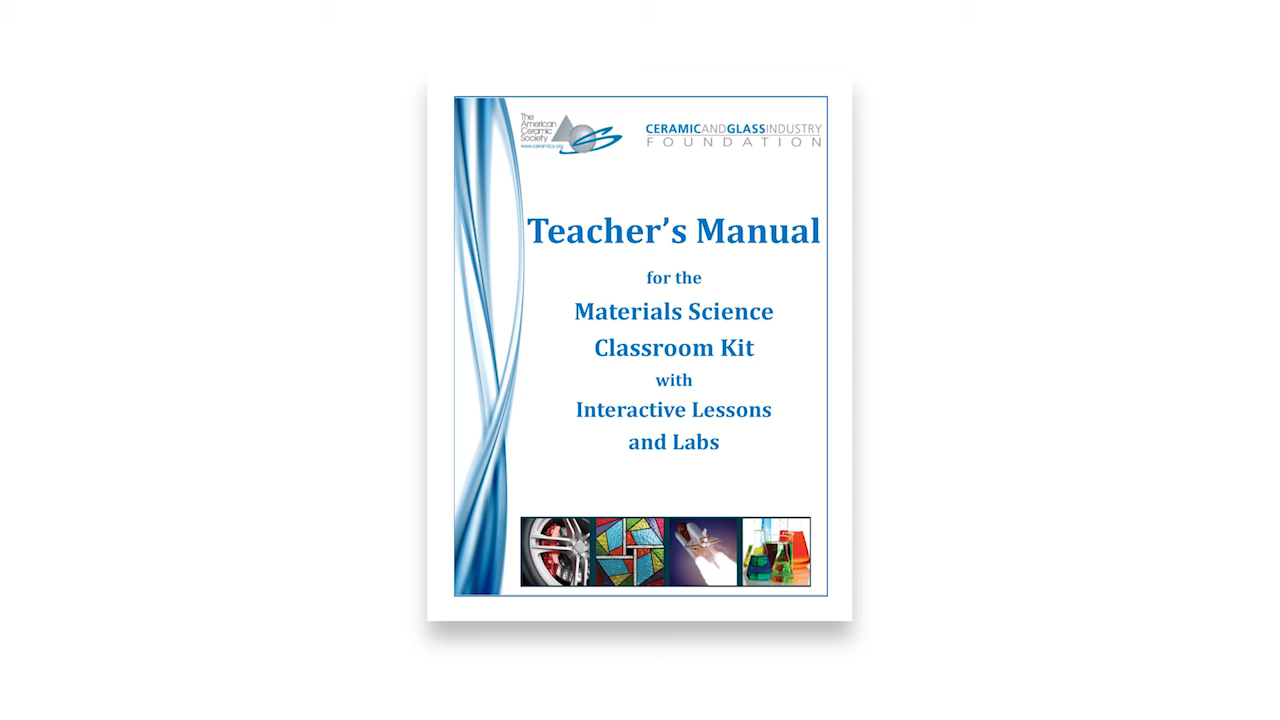 The
American
Ceramic
Society
www.ceramics.org
CERAMICANDGLASSINDUSTRY
FOUNDATION
Teacher's Manual
for the
Materials Science
Classroom Kit
with
Interactive Lessons
and Labs